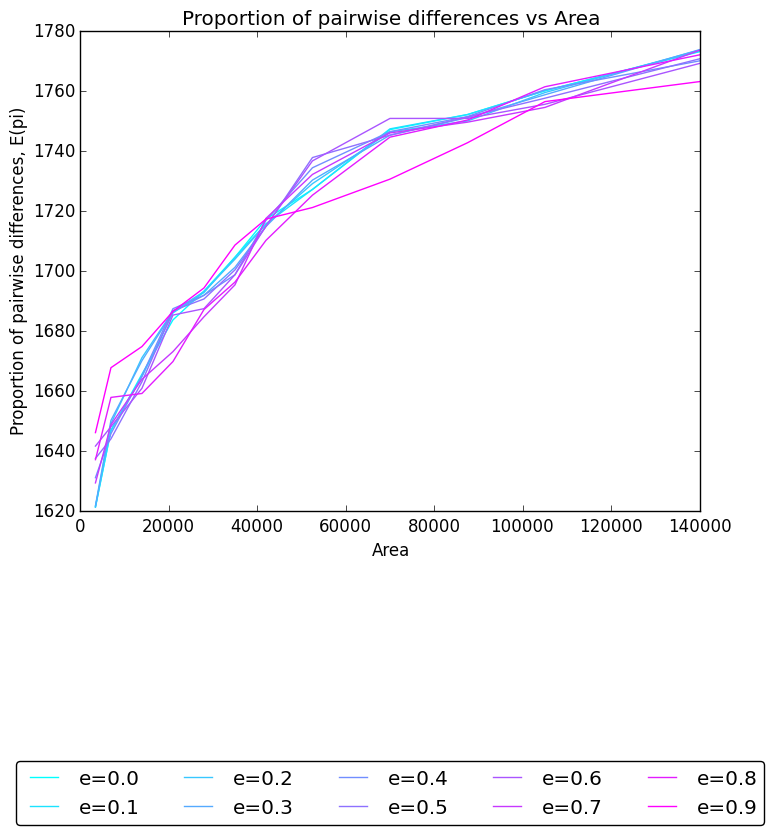 Proportion of pairwise differences vs Area
Proportion of pairwise differences, E(pi)
1780
1760
1740
1720
1700
1680
1660
1640
1620
0 20000 40000 60000 80000 100000 120000 140000
Area
e=0.0 e=0.2 e=0.4 e=0.6 e=0.8
e=0.1 e=0.3 e=0.5 e=0.7 e=0.9